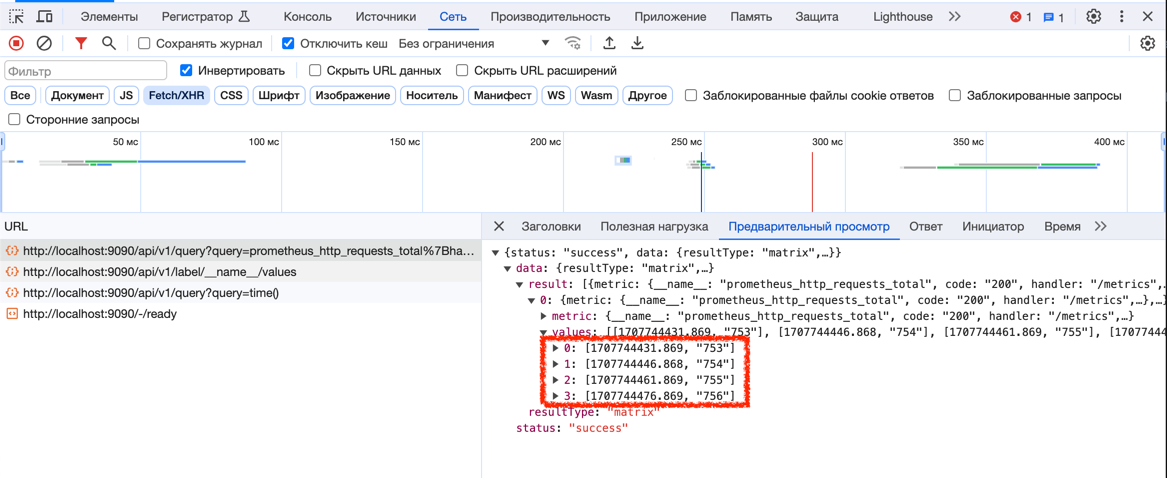 Элементы Регистратор Консоль Источники Сеть Производительность Приложение Память Защита Lighthouse 1 1
Сохранять журнал Отключить кеш Без ограничения
Фильтр Инвертировать Скрыть URL данных Скрыть URL расширений
Все Документ JS Fetch/XHR CSS Шрифт Изображение Носитель Манифест WS Wasm Другое Заблокированные файлы cookie ответов Заблокированные запросы
Сторонние запросы
50 мс 100 мс 150 мс 200 мс 250 мс 300 мс 350 мс 400 мс
URL
http://localhost:9090/api/v1/query?query=prometheus_http_requests_total%7Bha...
http://localhost:9090/api/v1/label/__name__/values
http://localhost:9090/api/v1/query?query=time()
http://localhost:9090/-/ready
Заголовки Полезная нагрузка Предварительный просмотр Ответ Инициатор Время
{status: "success", data: {resultType: "matrix",…}}
data: {resultType: "matrix",…}
result: [{metric: {__name__: "prometheus_http_requests_total", code: "200", handler: "/metrics",
0: {metric: {__name__: "prometheus_http_requests_total", code: "200", handler: "/metrics",…},…}
metric: {__name__: "prometheus_http_requests_total", code: "200", handler: "/metrics",…}
values: [[1707744431.869, "753"], [1707744446.868, "754"], [1707744461.869, "755"], [17077444
0: [1707744431.869, "753"]
1: [1707744446.868, "754"]
2: [1707744461.869, "755"]
3: [1707744476.869, "756"]
resultType: "matrix"
status: "success"